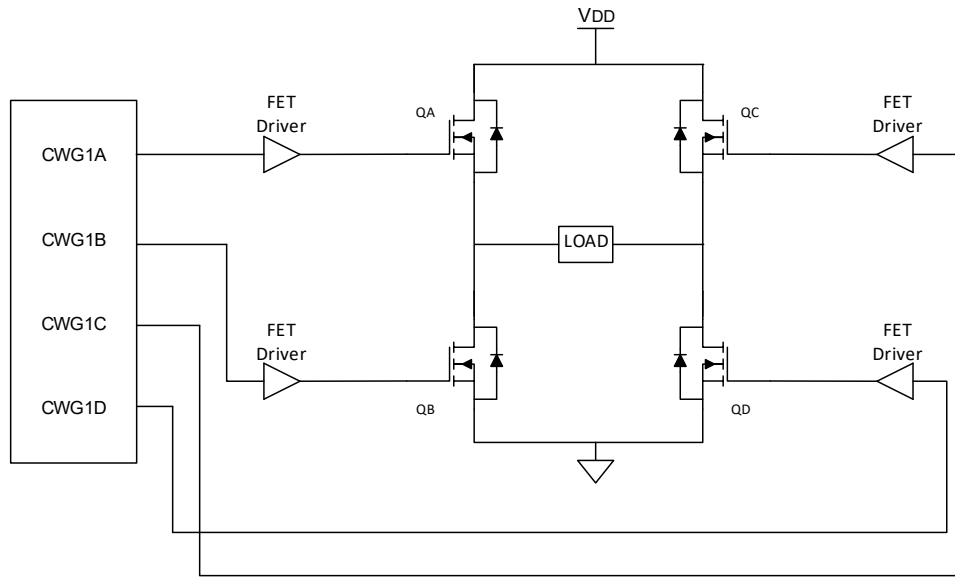 VDD
FET
Driver
QA
QC
FET
Driver
CWG1A
CWG1B
LOAD
CWG1C
FET
Driver
FET
Driver
CWG1D
QB
QD